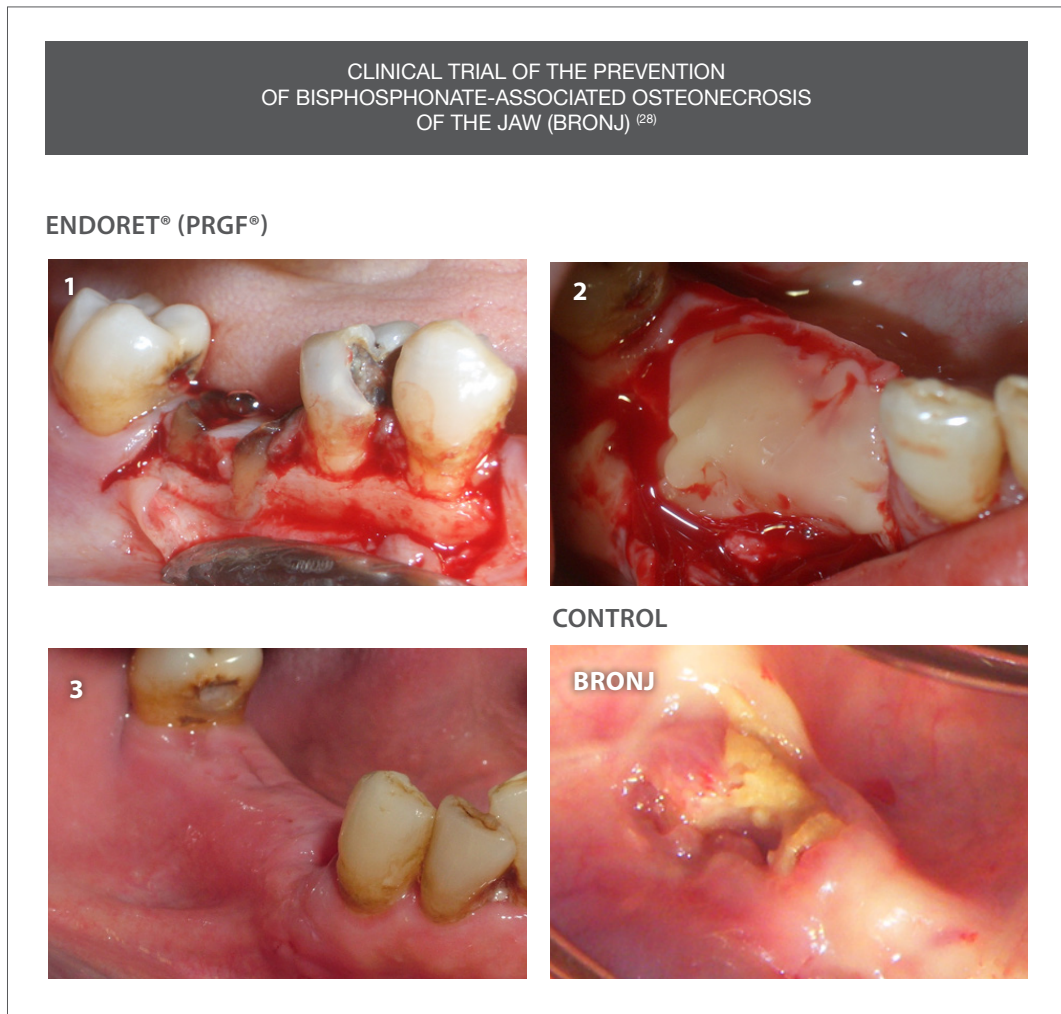 CLINICAL TRIAL OF THE PREVENTION
OF BISPHOSPHONATE-ASSOCIATED OSTEONECROSIS
OF THE JAW (BRONJ) (28)
ENDORET® (PRGF®)
1
2
CONTROL
3
BRONJ